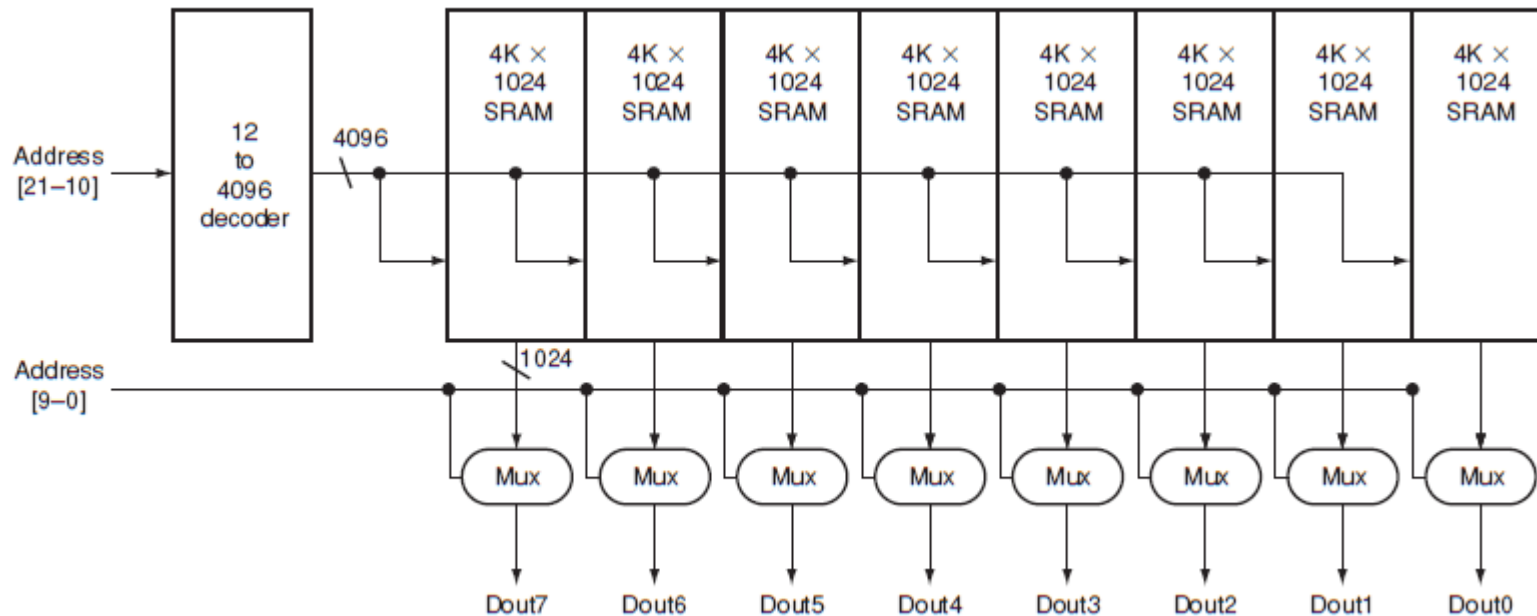 4K ×
1024
SRAM
4K ×
1024
SRAM
4K ×
1024
SRAM
4K ×
1024
SRAM
4K ×
1024
SRAM
4K ×
1024
SRAM
4K ×
1024
SRAM
4K ×
1024
SRAM
Address
[21–10]
12
to
4096
decoder
4096
1024
Address
[9–0]
Mux
Mux
Mux
Mux
Mux
Mux
Mux
Mux
Dout7
Dout6
Dout5
Dout4
Dout3
Dout2
Dout1
Dout0